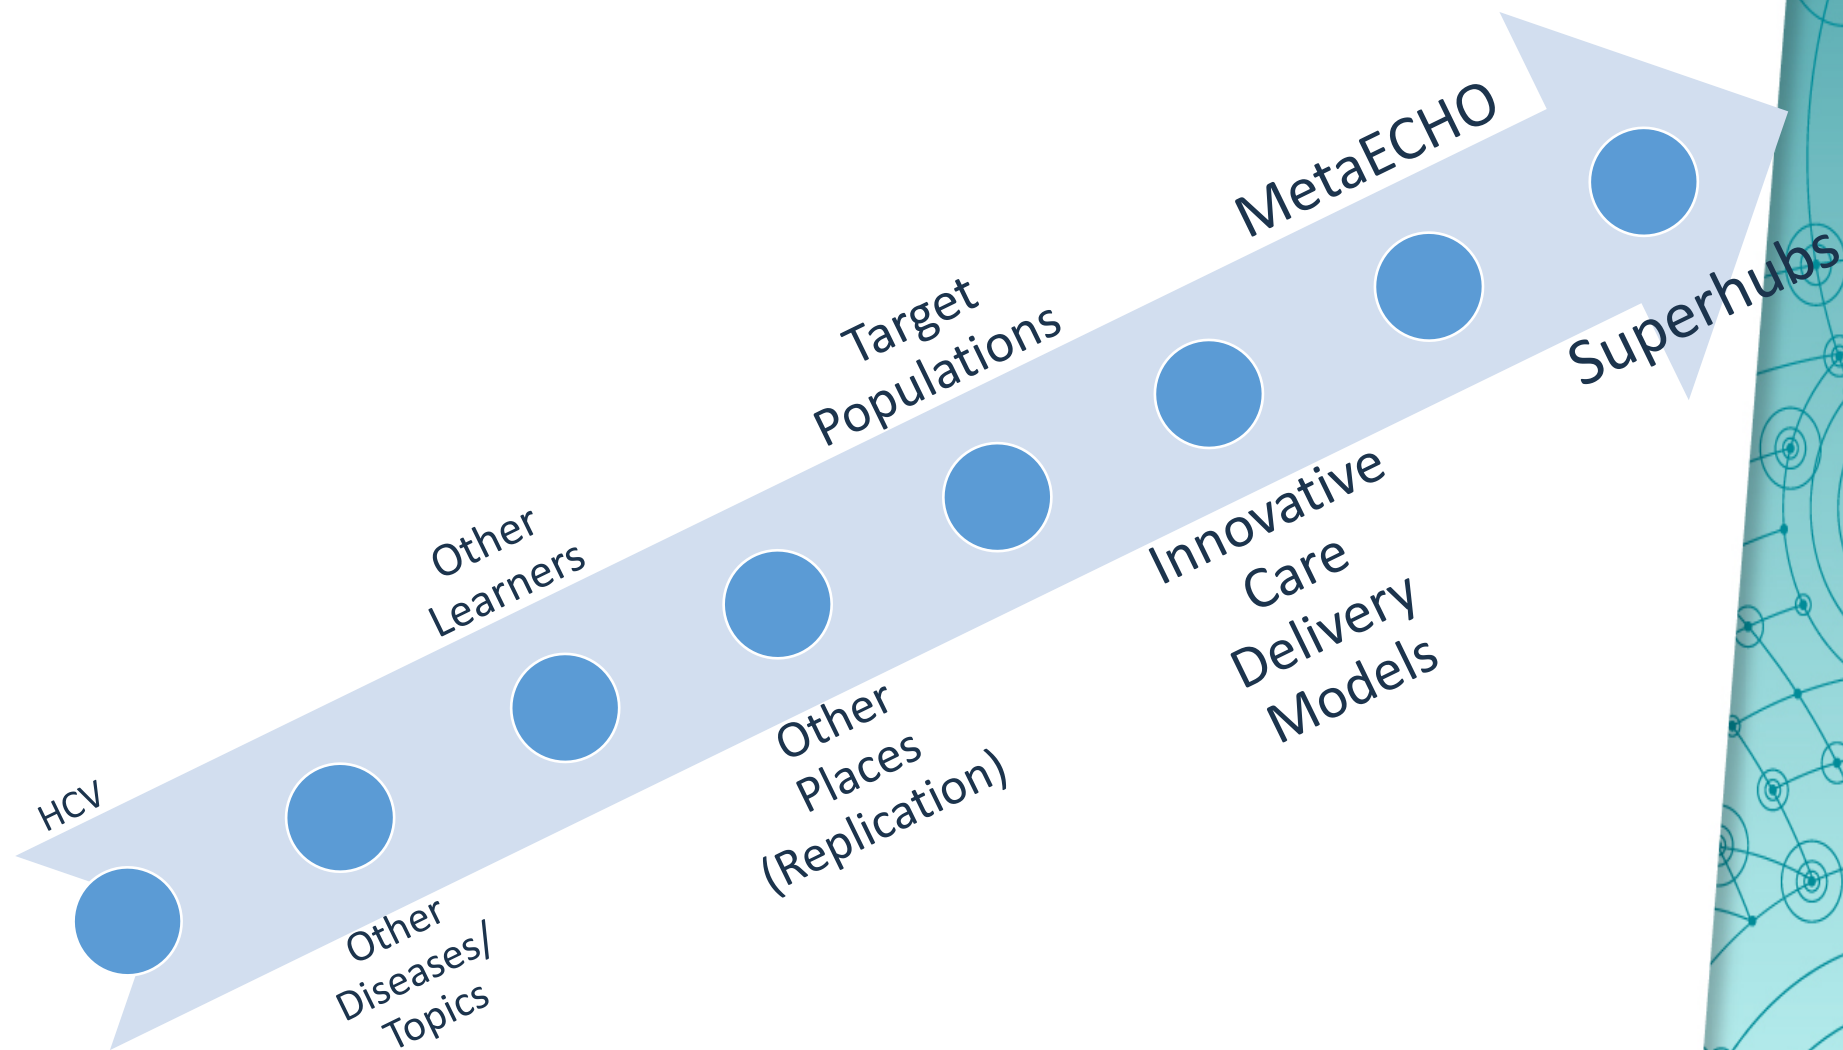 HCV
Other
Diseases/
Topics
Other
Learners
Other
Places
(Replication)
Target
Populations
Innovative
Care
Delivery
Models
MetaECHO
Superhubs